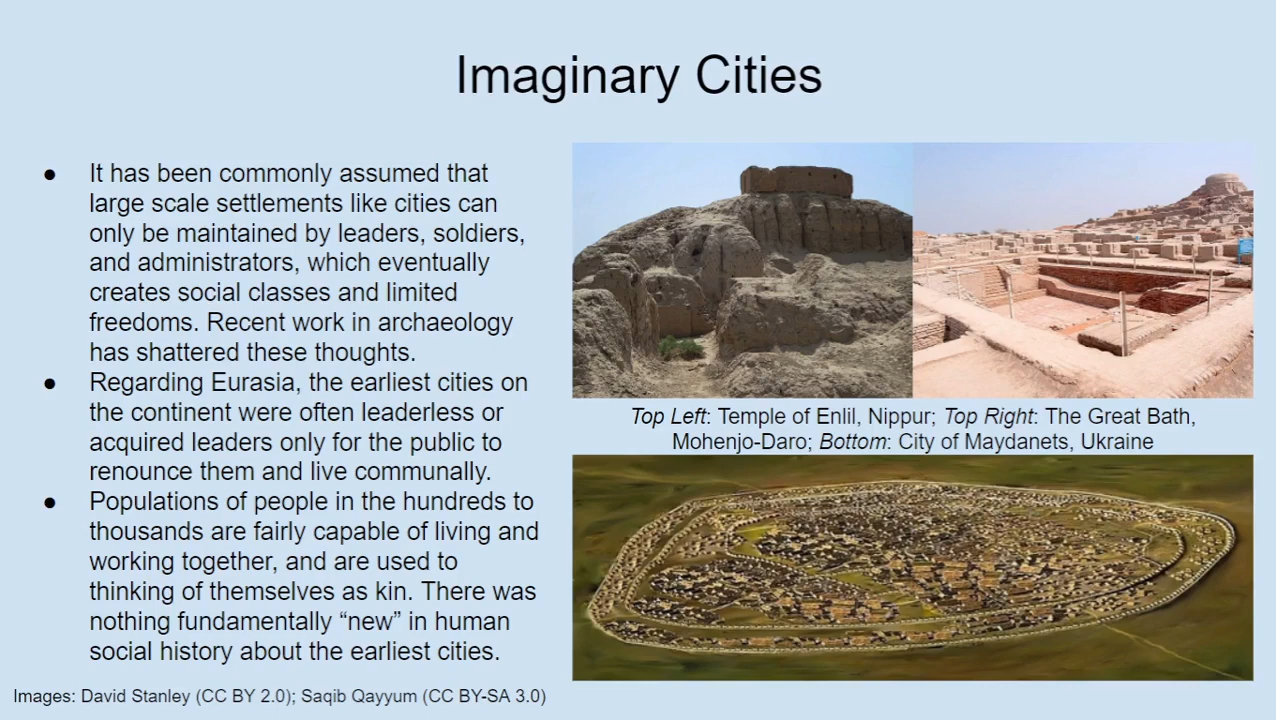 Imaginary Cities
● It has been commonly assumed that
large scale settlements like cities can
only be maintained by leaders, soldiers,
and administrators, which eventually
creates social classes and limited
freedoms. Recent work in archaeology
has shattered these thoughts.
● Regarding Eurasia, the earliest cities on
the continent were often leaderless or
acquired leaders only for the public to
renounce them and live communally.
● Populations of people in the hundreds to
thousands are fairly capable of living and
working together, and are used to
thinking of themselves as kin. There was
nothing fundamentally “new” in human
social history about the earliest cities.
Top Left: Temple of Enlil, Nippur; Top Right: The Great Bath,
Mohenjo-Daro; Bottom: City of Maydanets, Ukraine
Images: David Stanley (CC BY 2.0); Saqib Qayyum (CC BY-SA 3.0)